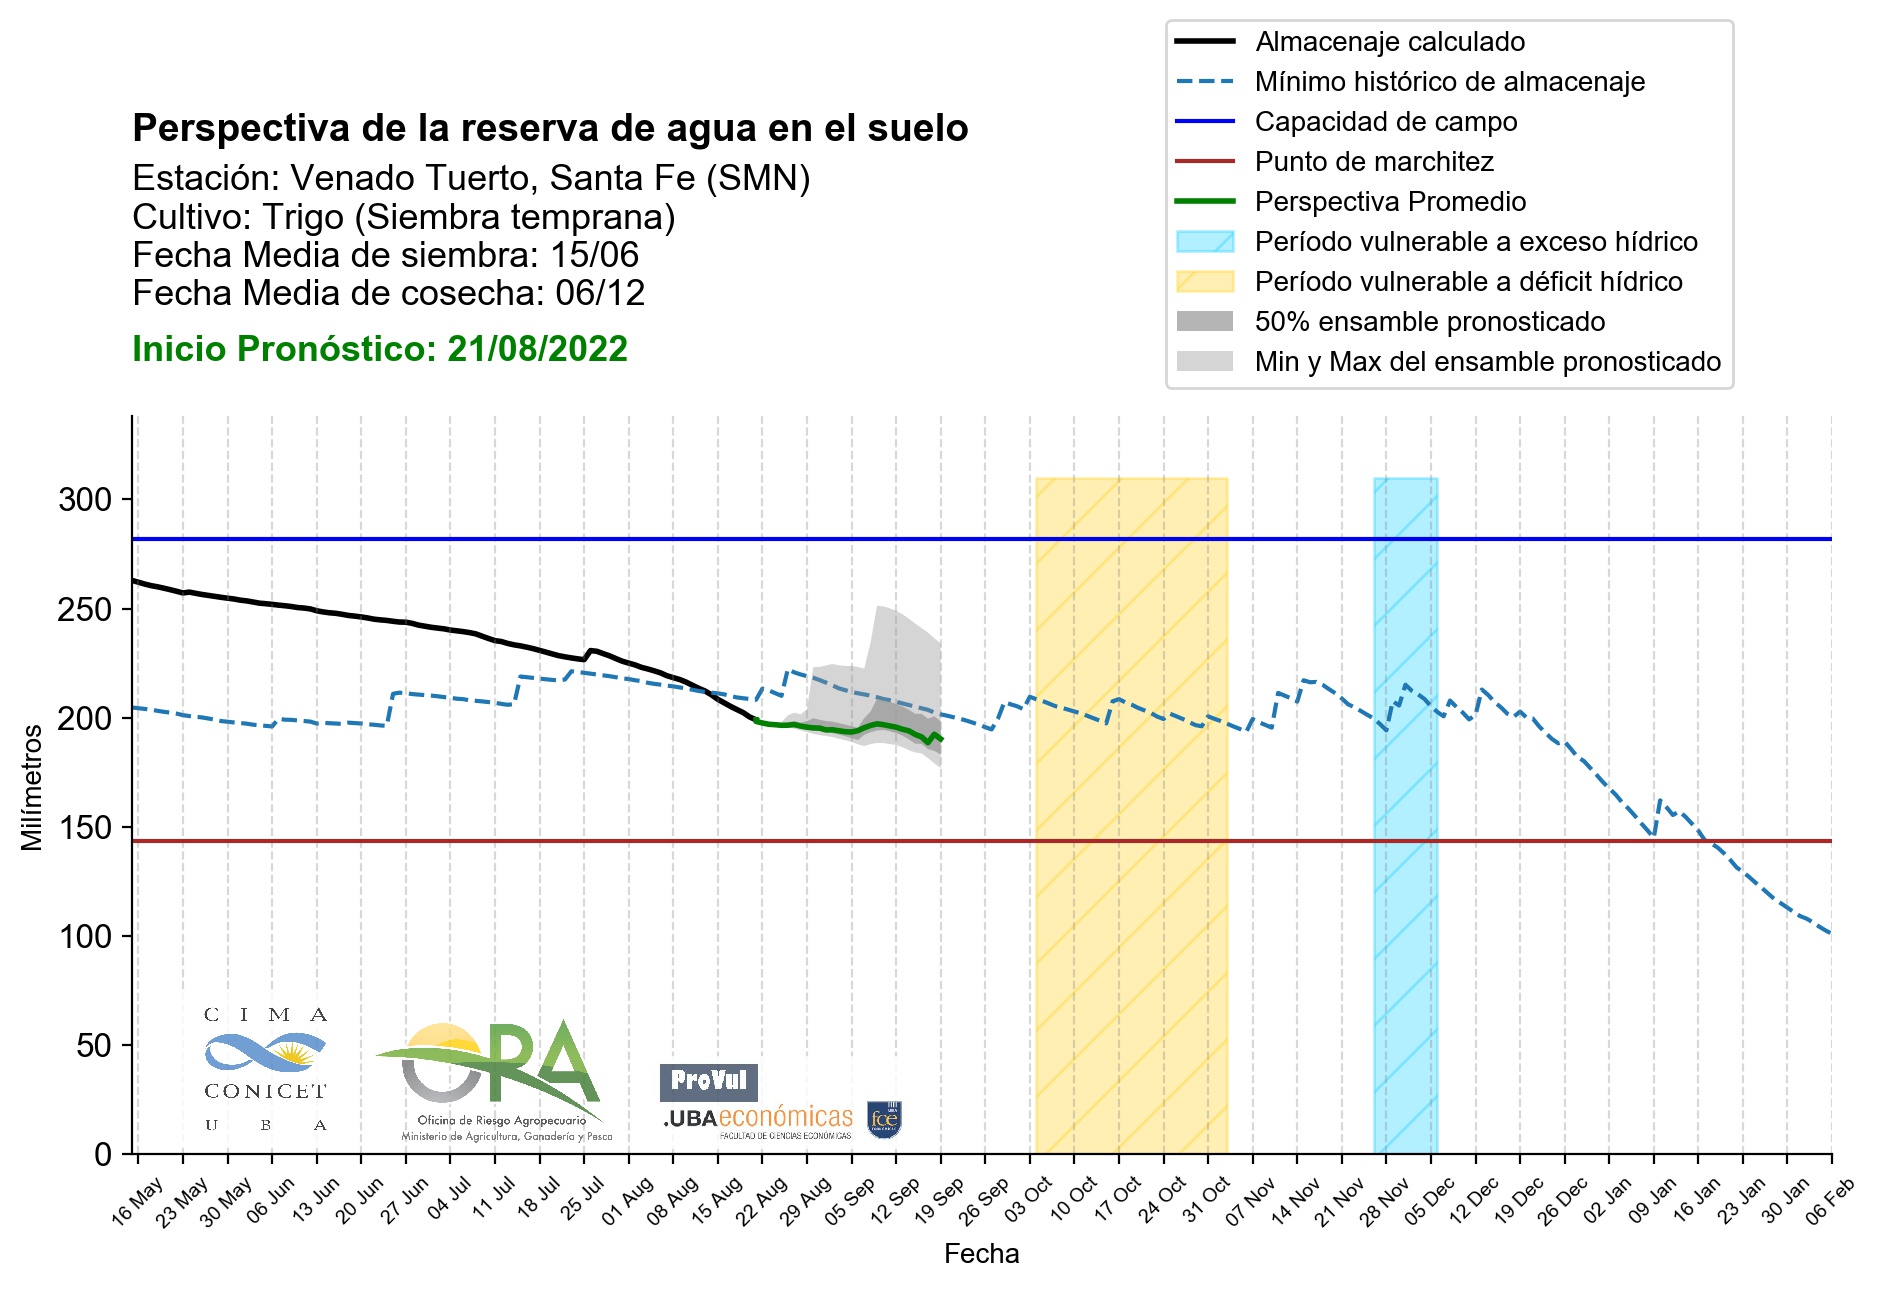 Almacenaje calculado
Mínimo histórico de almacenaje
Capacidad de campo
Punto de marchitez
Perspectiva Promedio
Período vulnerable a exceso hídrico
Período vulnerable a déficit hídrico
50% ensamble pronosticado
Min y Max del ensamble pronosticado
Perspectiva de la reserva de agua en el suelo
Estación: Venado Tuerto, Santa Fe (SMN)
Cultivo: Trigo (Siembra temprana)
Fecha Media de siembra: 15/06
Fecha Media de cosecha: 06/12
Inicio Pronóstico: 21/08/2022
Milímetros
300
250
200
150
100
50
0
CIMA
CONICET
UBA
ORA
Oficina de Riesgo Agropecuario
Ministerio de Agricultura, Ganadería y Pesca
ProVul
.UBAeconómicas
FACULTAD DE CIENCIAS ECONÓMICAS
fce
16 May
23 May
30 May
06 Jun
13 Jun
20 Jun
27 Jun
04 Jul
11 Jul
18 Jul
25 Jul
01 Aug
08 Aug
15 Aug
22 Aug
29 Aug
05 Sep
12 Sep
19 Sep
26 Sep
03 Oct
10 Oct
17 Oct
24 Oct
31 Oct
07 Nov
14 Nov
21 Nov
28 Nov
05 Dec
12 Dec
19 Dec
26 Dec
02 Jan
09 Jan
16 Jan
23 Jan
30 Jan
06 Feb
Fecha